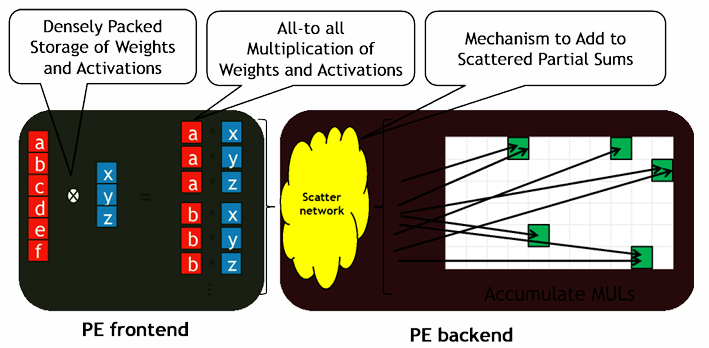 Densely Packed
Storage of Weights
and Activations
All-to all
Multiplication of
Weights and Activations
Mechanism to Add to
Scattered Partial Sums
a
b
c
d
e
f
x
y
z
=
a · x
a · y
a · z
b · x
b · y
b · z
⋮
Scatter
network
Accumulate MULs
PE frontend
PE backend